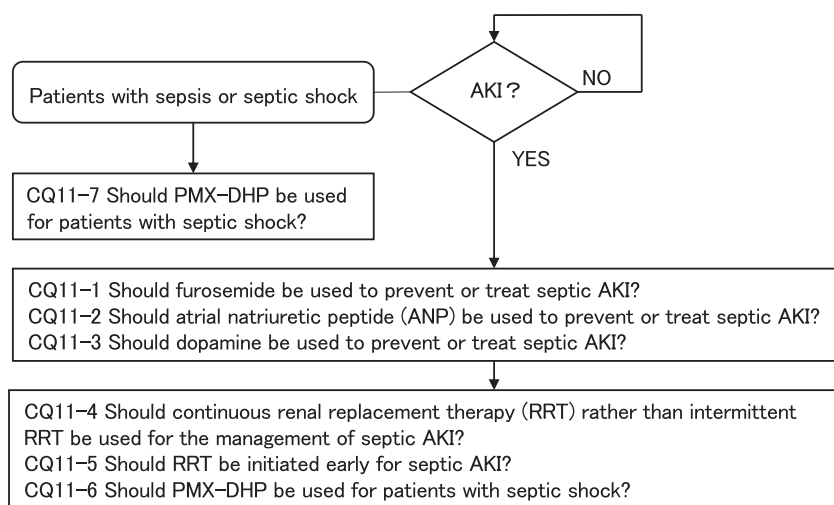 Patients with sepsis or septic shock
AKI?
NO
YES
CQ11-7 Should PMX-DHP be used
for patients with septic shock?
CQ11-1 Should furosemide be used to prevent or treat septic AKI?
CQ11-2 Should atrial natriuretic peptide (ANP) be used to prevent or treat septic AKI?
CQ11-3 Should dopamine be used to prevent or treat septic AKI?
CQ11-4 Should continuous renal replacement therapy (RRT) rather than intermittent
RRT be used for the management of septic AKI?
CQ11-5 Should RRT be initiated early for septic AKI?
CQ11-6 Should PMX-DHP be used for patients with septic shock?